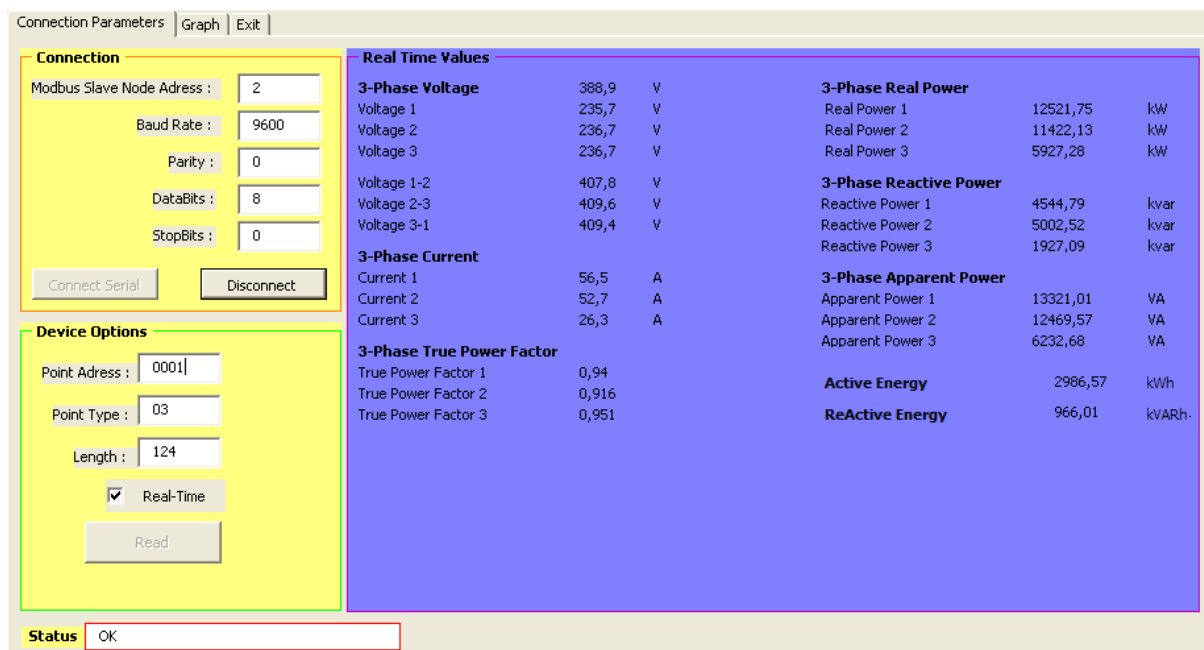 Connection Parameters Graph Exit
Connection
Modbus Slave Node Adress : 2
Baud Rate : 9600
Parity : 0
DataBits : 8
StopBits : 0
Connect Serial Disconnect
Device Options
Point Adress : 0001
Point Type : 03
Length : 124
Real-Time
Read
Real Time Values
3-Phase Voltage 388,9 V
Voltage 1 235,7 V
Voltage 2 236,7 V
Voltage 3 236,7 V
Voltage 1-2 407,8 V
Voltage 2-3 409,6 V
Voltage 3-1 409,4 V
3-Phase Current
Current 1 56,5 A
Current 2 52,7 A
Current 3 26,3 A
3-Phase True Power Factor
True Power Factor 1 0,94
True Power Factor 2 0,916
True Power Factor 3 0,951
3-Phase Real Power
Real Power 1 12521,75 kW
Real Power 2 11422,13 kW
Real Power 3 5927,28 kW
3-Phase Reactive Power
Reactive Power 1 4544,79 kvar
Reactive Power 2 5002,52 kvar
Reactive Power 3 1927,09 kvar
3-Phase Apparent Power
Apparent Power 1 13321,01 VA
Apparent Power 2 12469,57 VA
Apparent Power 3 6232,68 VA
Active Energy 2986,57 kWh
ReActive Energy 966,01 kVARh.
Status OK